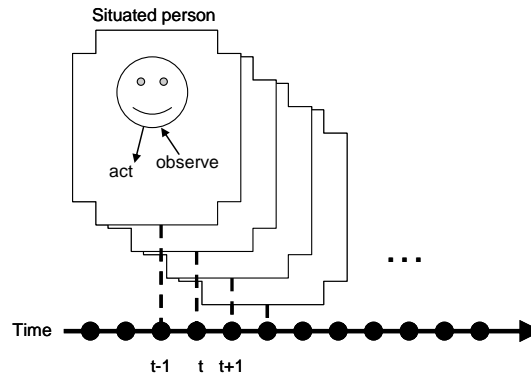 Situated person
act
observe
...
Time
t-1 t t+1